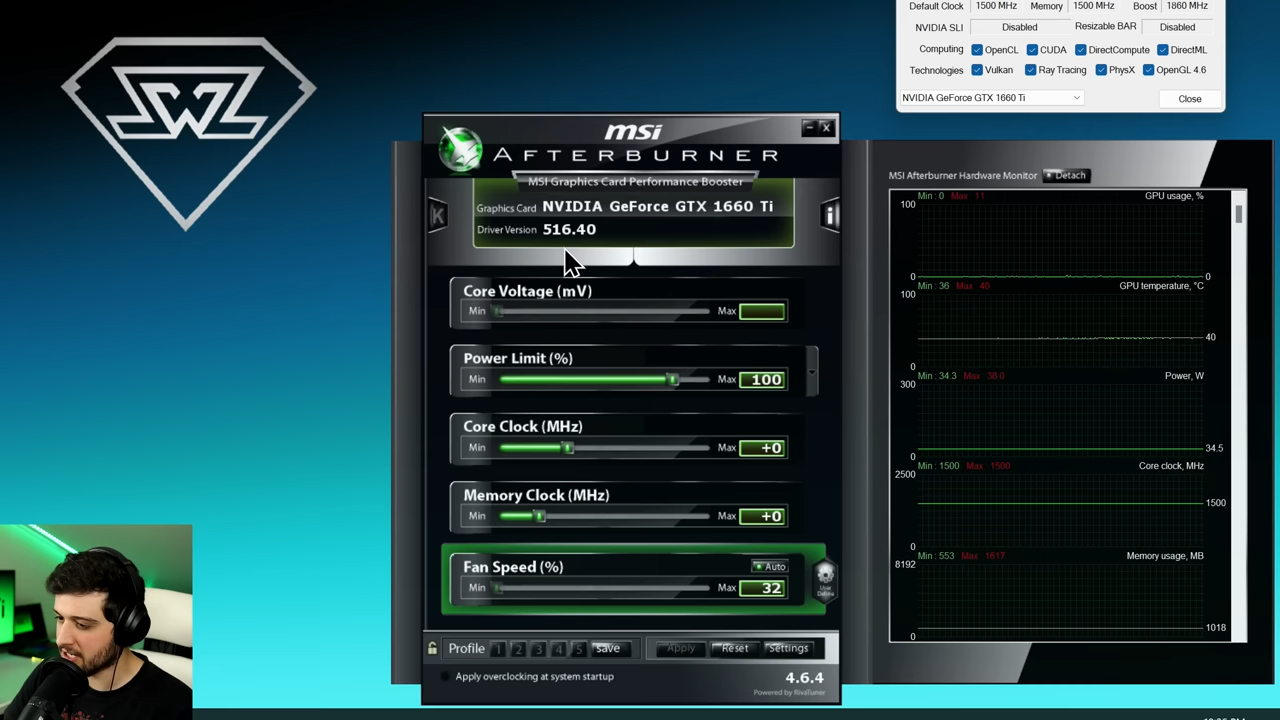 Default Clock 1500 MHz Memory 1500 MHz Boost 1860 MHz
NVIDIA SLI Disabled Resizable BAR Disabled
Computing OpenCL CUDA DirectCompute DirectML
Technologies Vulkan Ray Tracing PhysX OpenGL 4.6
NVIDIA GeForce GTX 1660 Ti Close
msi
AFTERBURNER
MSI Graphics Card Performance Booster
K Graphics Card NVIDIA GeForce GTX 1660 Ti i
Driver Version 516.40
Core Voltage (mV)
Min Max
Power Limit (%)
Min Max 100
Core Clock (MHz)
Min Max +0
Memory Clock (MHz)
Min Max +0
Fan Speed (%) Auto
Min Max 32
User Define
Profile 1 2 3 4 5 save Apply Reset Settings
Apply overclocking at system startup 4.6.4
Powered by RivaTuner
MSI Afterburner Hardware Monitor Detach
Min : 0 Max : 11 GPU usage, %
100
0 0
Min : 36 Max : 40 GPU temperature, °C
100
40
0
Min : 34.3 Max : 38.0 Power, W
300
34.5
0
Min : 1500 Max : 1500 Core clock, MHz
2500
1500
0
Min : 553 Max : 1617 Memory usage, MB
8192
1018
0